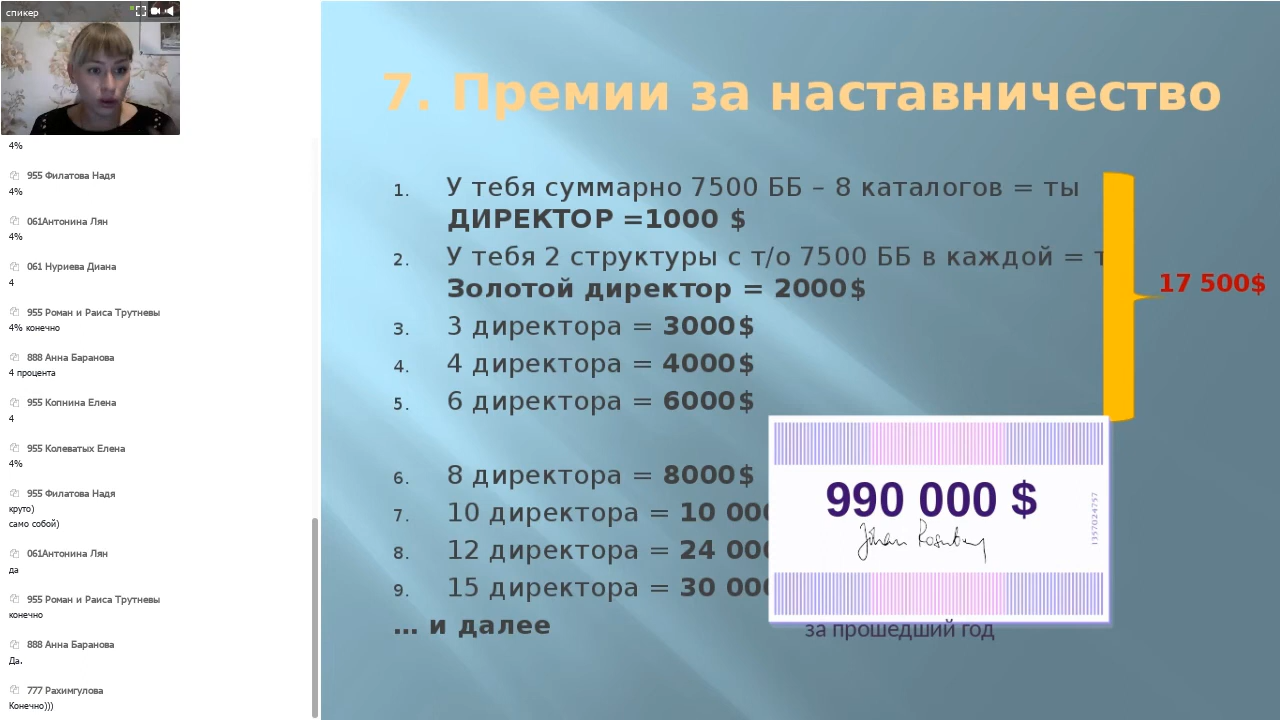 спикер
4%
955 Филатова Надя
4%
061Антонина Лян
4%
061 Нуриева Диана
4
955 Роман и Раиса Трутневы
4% конечно
888 Анна Баранова
4 процента
955 Копнина Елена
4
955 Колеватых Елена
4%
955 Филатова Надя
круто)
само собой)
061Антонина Лян
да
955 Роман и Раиса Трутневы
конечно
888 Анна Баранова
Да.
777 Рахимгулова
Конечно)))
7. Премии за наставничество
1. У тебя суммарно 7500 ББ – 8 каталогов = ты
ДИРЕКТОР =1000 $
2. У тебя 2 структуры с т/о 7500 ББ в каждой =
Золотой директор = 2000$
3. 3 директора = 3000$
4. 4 директора = 4000$
5. 6 директора = 6000$
17 500$
6. 8 директора = 8000$
7. 10 директора = 10 000
8. 12 директора = 24 000
9. 15 директора = 30 000
… и далее
990 000 $
1357024757
за прошедший год